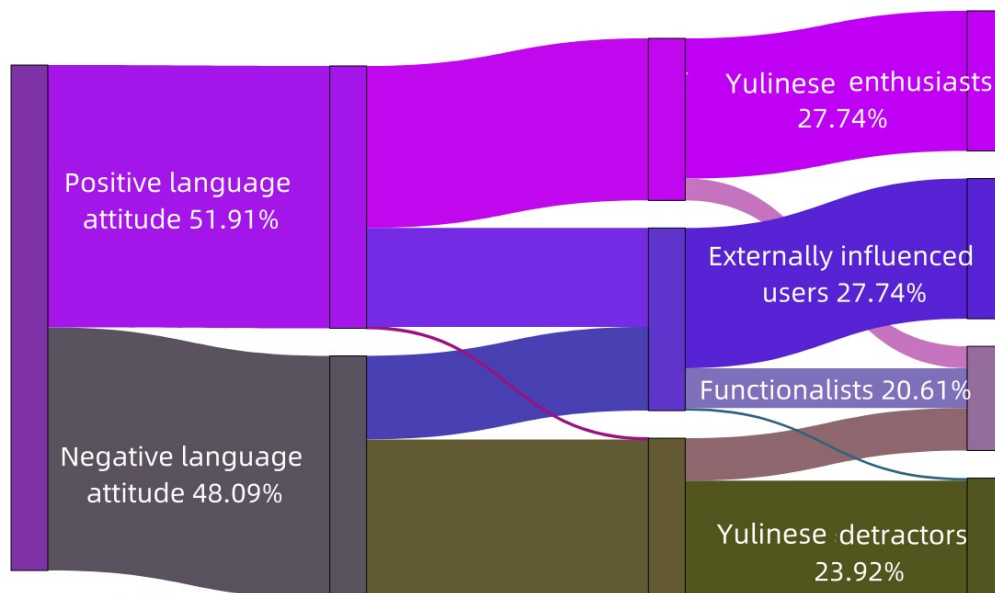 Positive language
attitude 51.91%
Negative language
attitude 48.09%
Yulinese enthusiasts
27.74%
Externally influenced
users 27.74%
Functionalists 20.61%
Yulinese detractors
23.92%